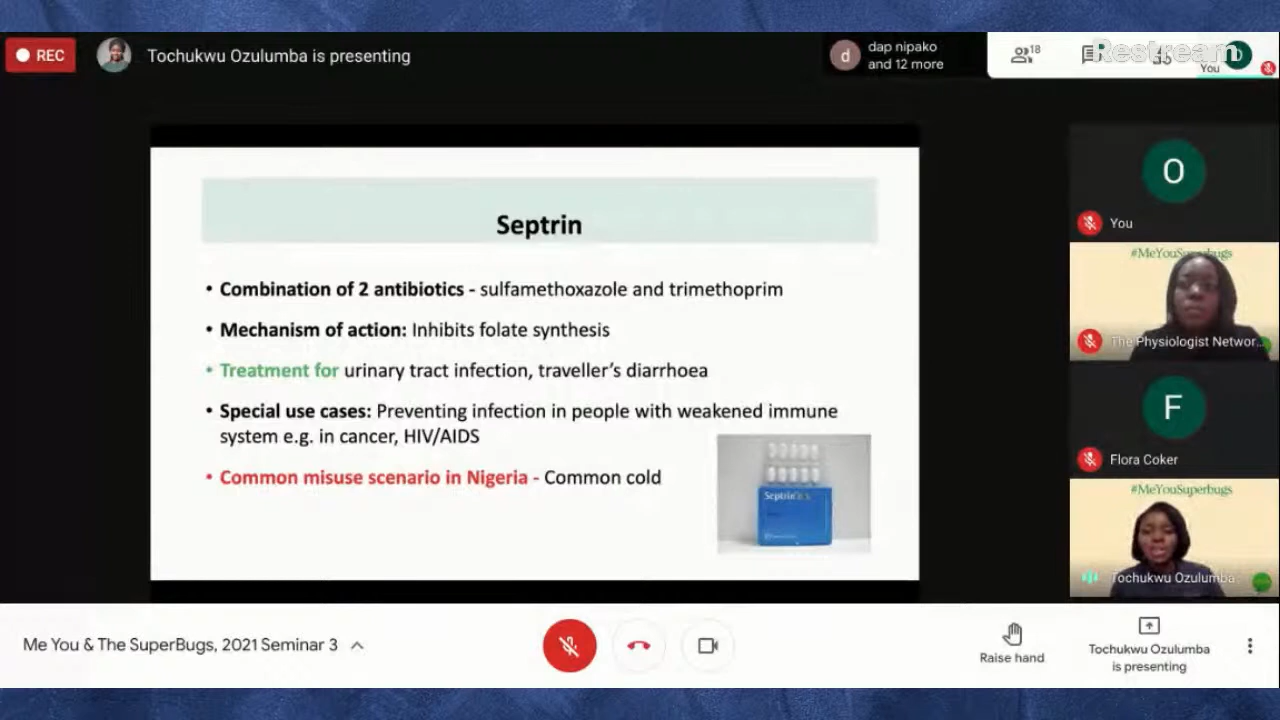 REC
Tochukwu Ozulumba is presenting
d
dap nipako
and 12 more
18
Restream
You
Septrin
• Combination of 2 antibiotics - sulfamethoxazole and trimethoprim
• Mechanism of action: Inhibits folate synthesis
• Treatment for urinary tract infection, traveller's diarrhoea
• Special use cases: Preventing infection in people with weakened immune
system e.g. in cancer, HIV/AIDS
• Common misuse scenario in Nigeria - Common cold
Septrin
O
You
#MeYouSuperbugs
The Physiologist Networ...
F
Flora Coker
#MeYouSuperbugs
Tochukwu Ozulumba
Me You & The SuperBugs, 2021 Seminar 3
Raise hand
Tochukwu Ozulumba
is presenting